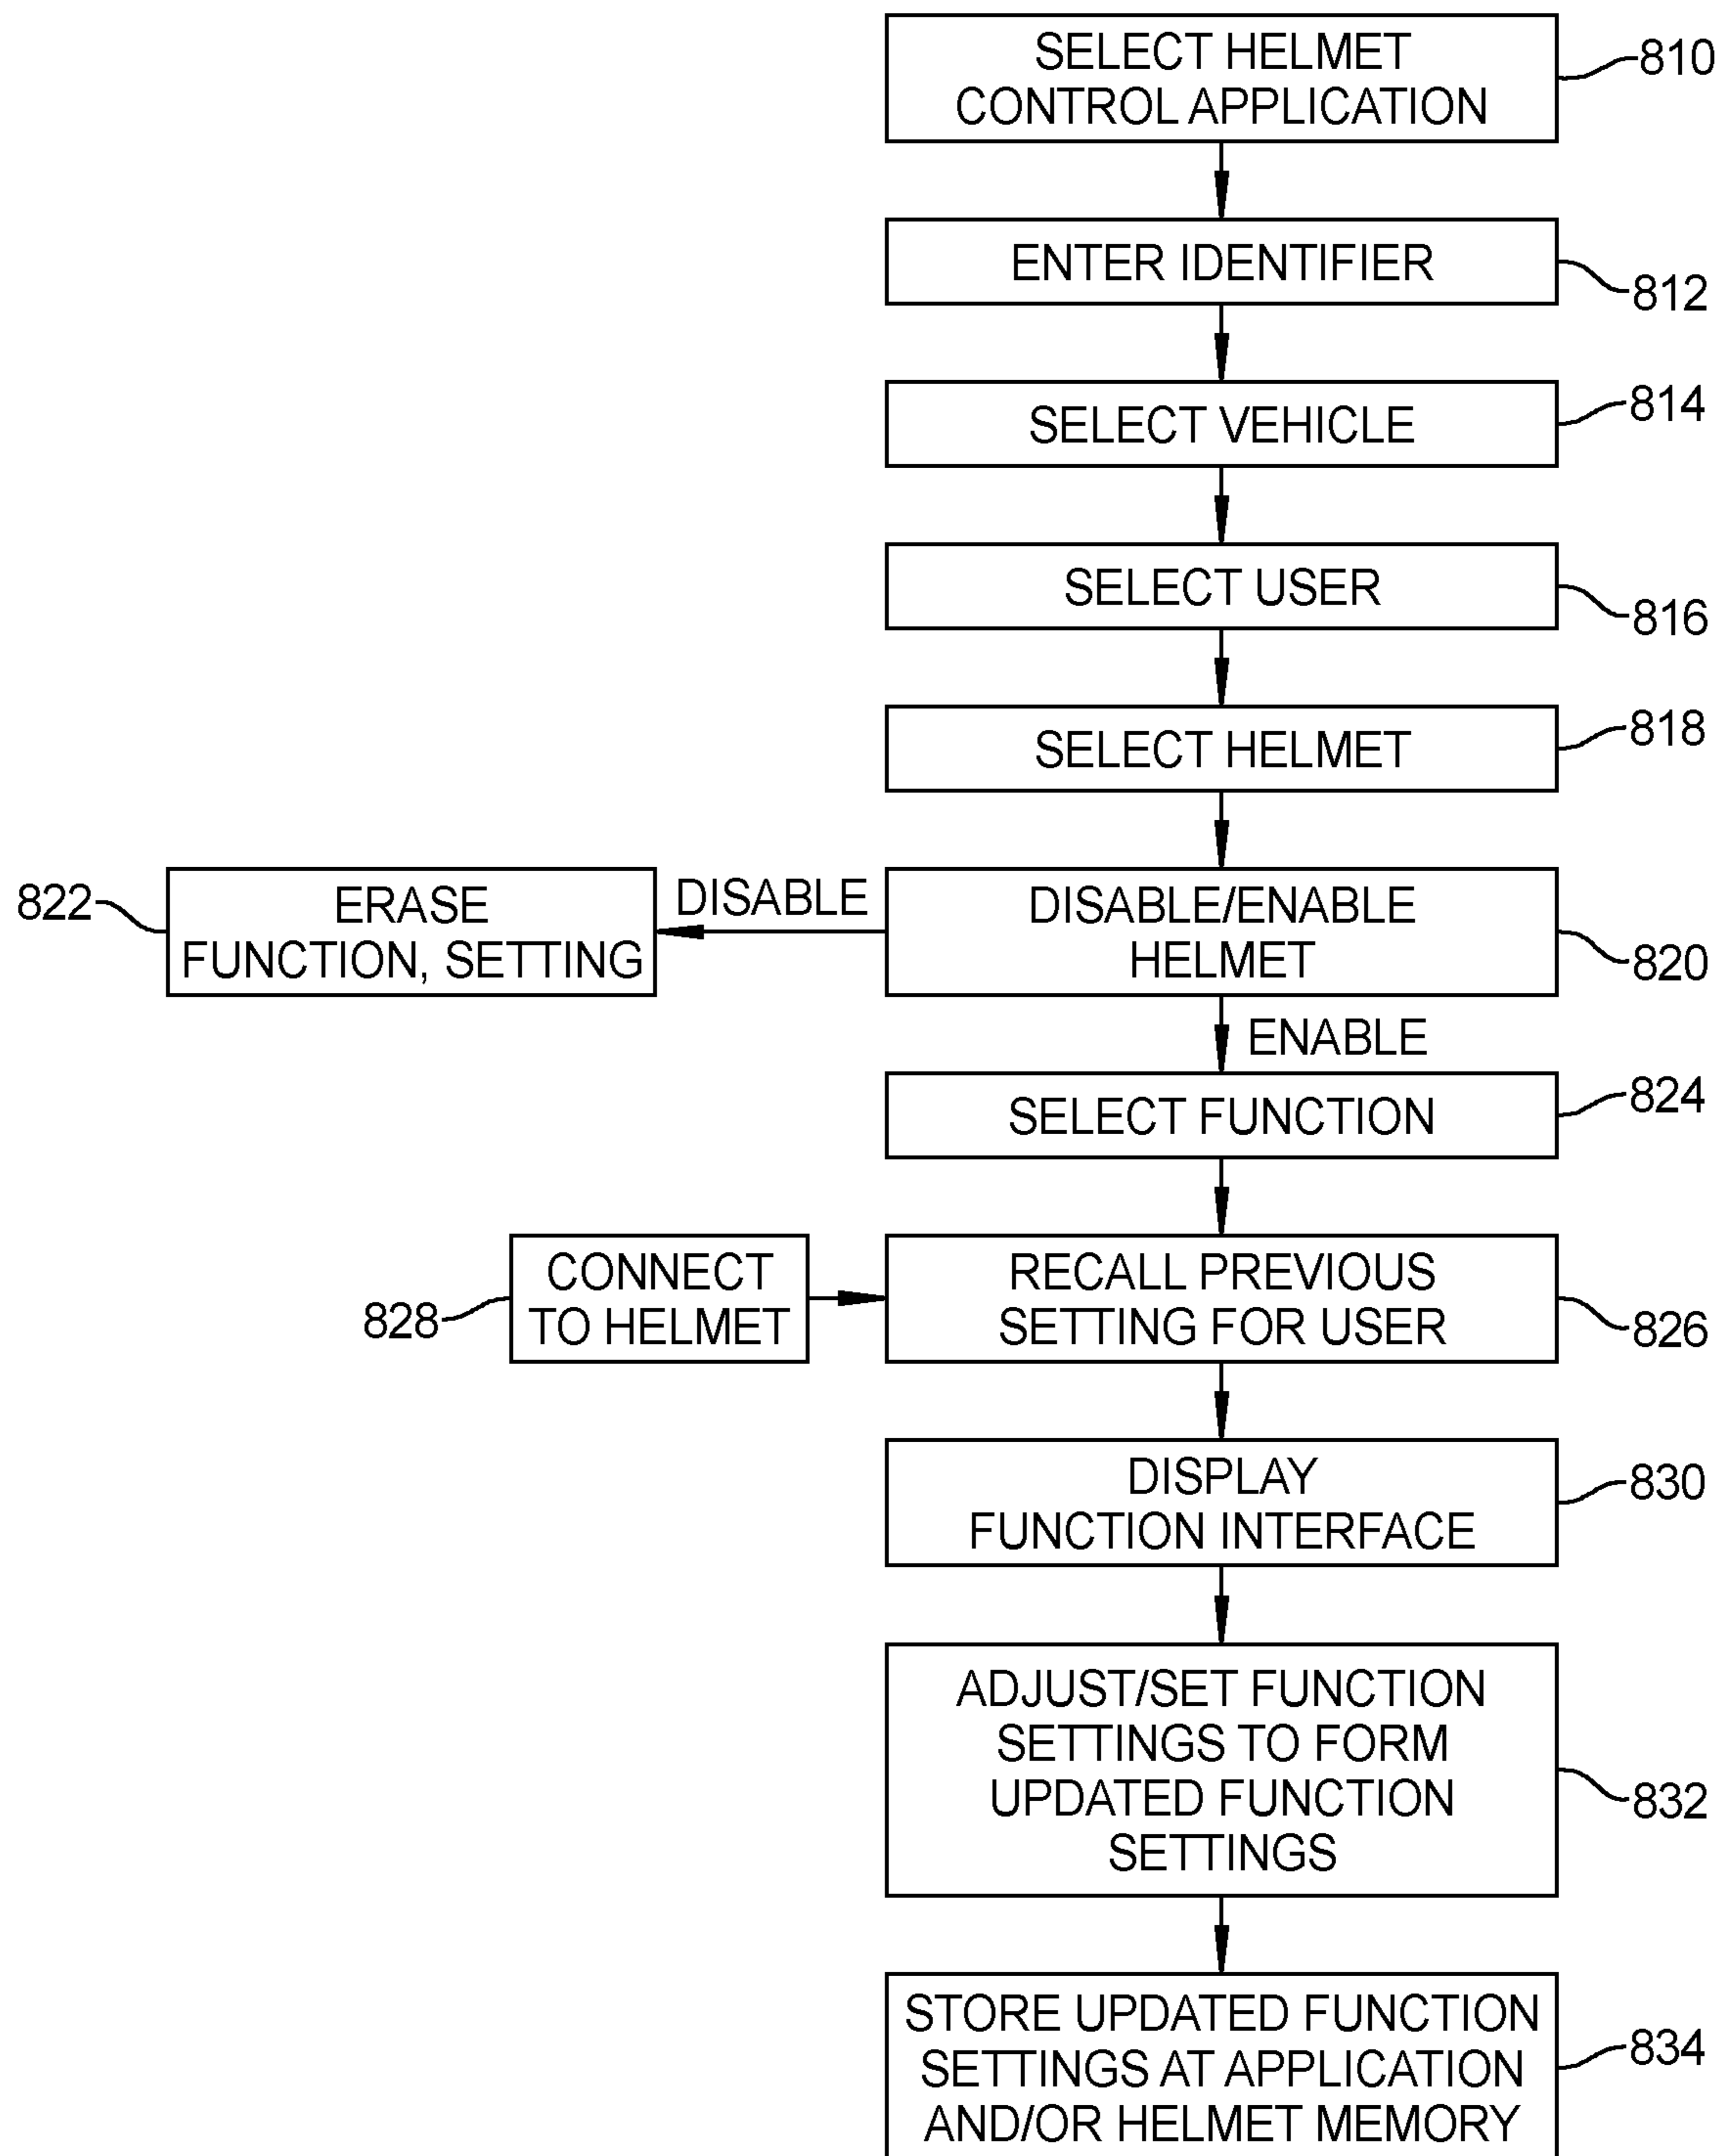 SELECT HELMET
CONTROL APPLICATION
810
ENTER IDENTIFIER
812
SELECT VEHICLE
814
SELECT USER
816
SELECT HELMET
818
822
ERASE
FUNCTION, SETTING
DISABLE
DISABLE/ENABLE
HELMET
820
ENABLE
SELECT FUNCTION
824
828
CONNECT
TO HELMET
RECALL PREVIOUS
SETTING FOR USER
826
DISPLAY
FUNCTION INTERFACE
830
ADJUST/SET FUNCTION
SETTINGS TO FORM
UPDATED FUNCTION
SETTINGS
832
STORE UPDATED FUNCTION
SETTINGS AT APPLICATION
AND/OR HELMET MEMORY
834